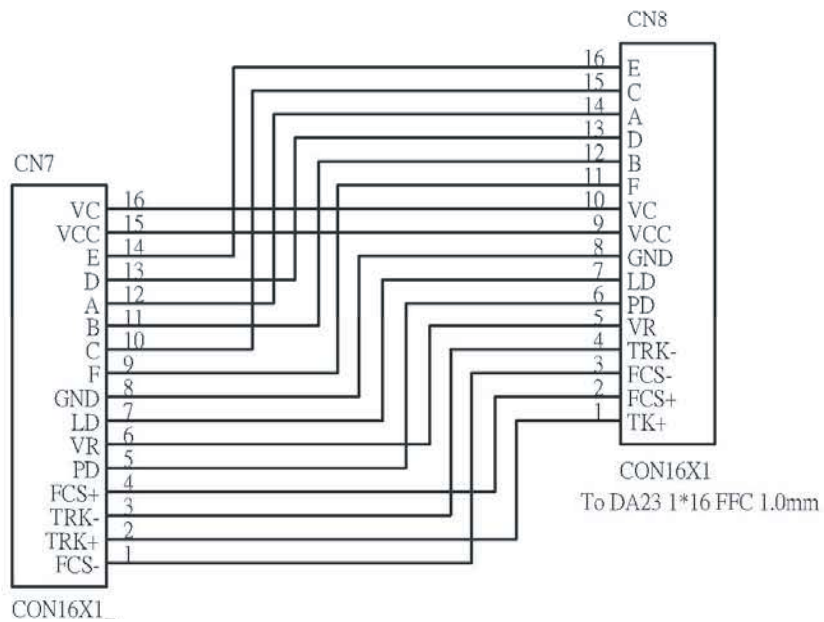 CN8
16 E
15 C
14 A
13 D
12 B
11 F
10 VC
9 VCC
8 GND
7 LD
6 PD
5 VR
4 TRK-
3 FCS-
2 FCS+
1 TK+
CON16X1
To DA23 1*16 FFC 1.0mm
CN7
VC 16
VCC 15
E 14
D 13
A 12
B 11
C 10
F 9
GND 8
LD 7
VR 6
PD 5
FCS+ 4
TRK- 3
TRK+ 2
FCS- 1
CON16X1_